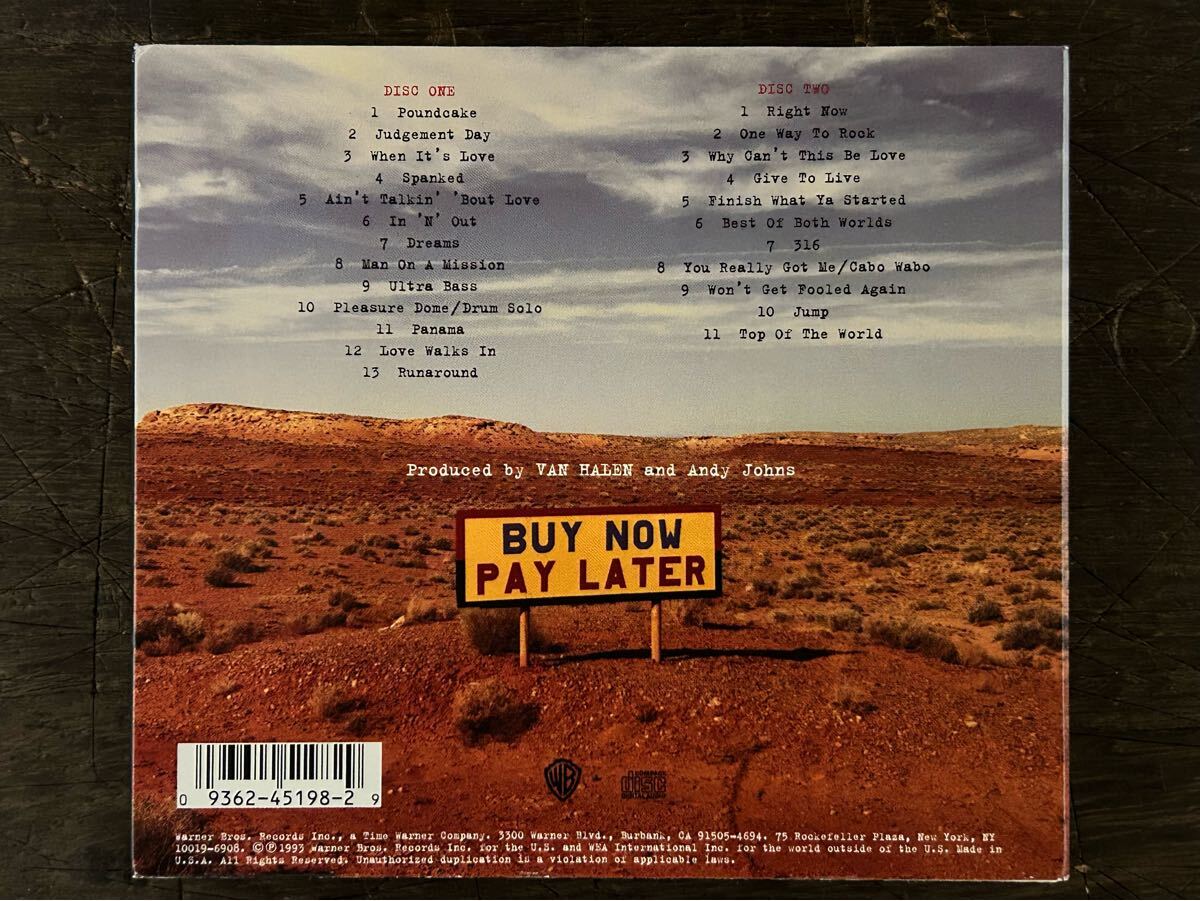 DISC ONE
1 Poundcake
2 Judgement Day
3 When It's Love
4 Spanked
5 Ain't Talkin' 'Bout Love
6 In 'N' Out
7 Dreams
8 Man On A Mission
9 Ultra Bass
10 Pleasure Dome/Drum Solo
11 Panama
12 Love Walks In
13 Runaround
DISC TWO
1 Right Now
2 One Way To Rock
3 Why Can't This Be Love
4 Give To Live
5 Finish What Ya Started
6 Best Of Both Worlds
7 316
8 You Really Got Me/Cabo Wabo
9 Won't Get Fooled Again
10 Jump
11 Top Of The World
Produced by VAN HALEN and Andy Johns
BUY NOW
PAY LATER
0 9362-45198-2 9
WB
COMPACT
disc
DIGITAL AUDIO
Warner Bros. Records Inc., a Time Warner Company. 3300 Warner Blvd., Burbank, CA 91505-4694. 75 Rockefeller Plaza, New York, NY
10019-6908. ©℗1993 Warner Bros. Records Inc. for the U.S. and WEA International Inc. for the world outside of the U.S. Made in
U.S.A. All Rights Reserved. Unauthorized duplication is a violation of applicable laws.